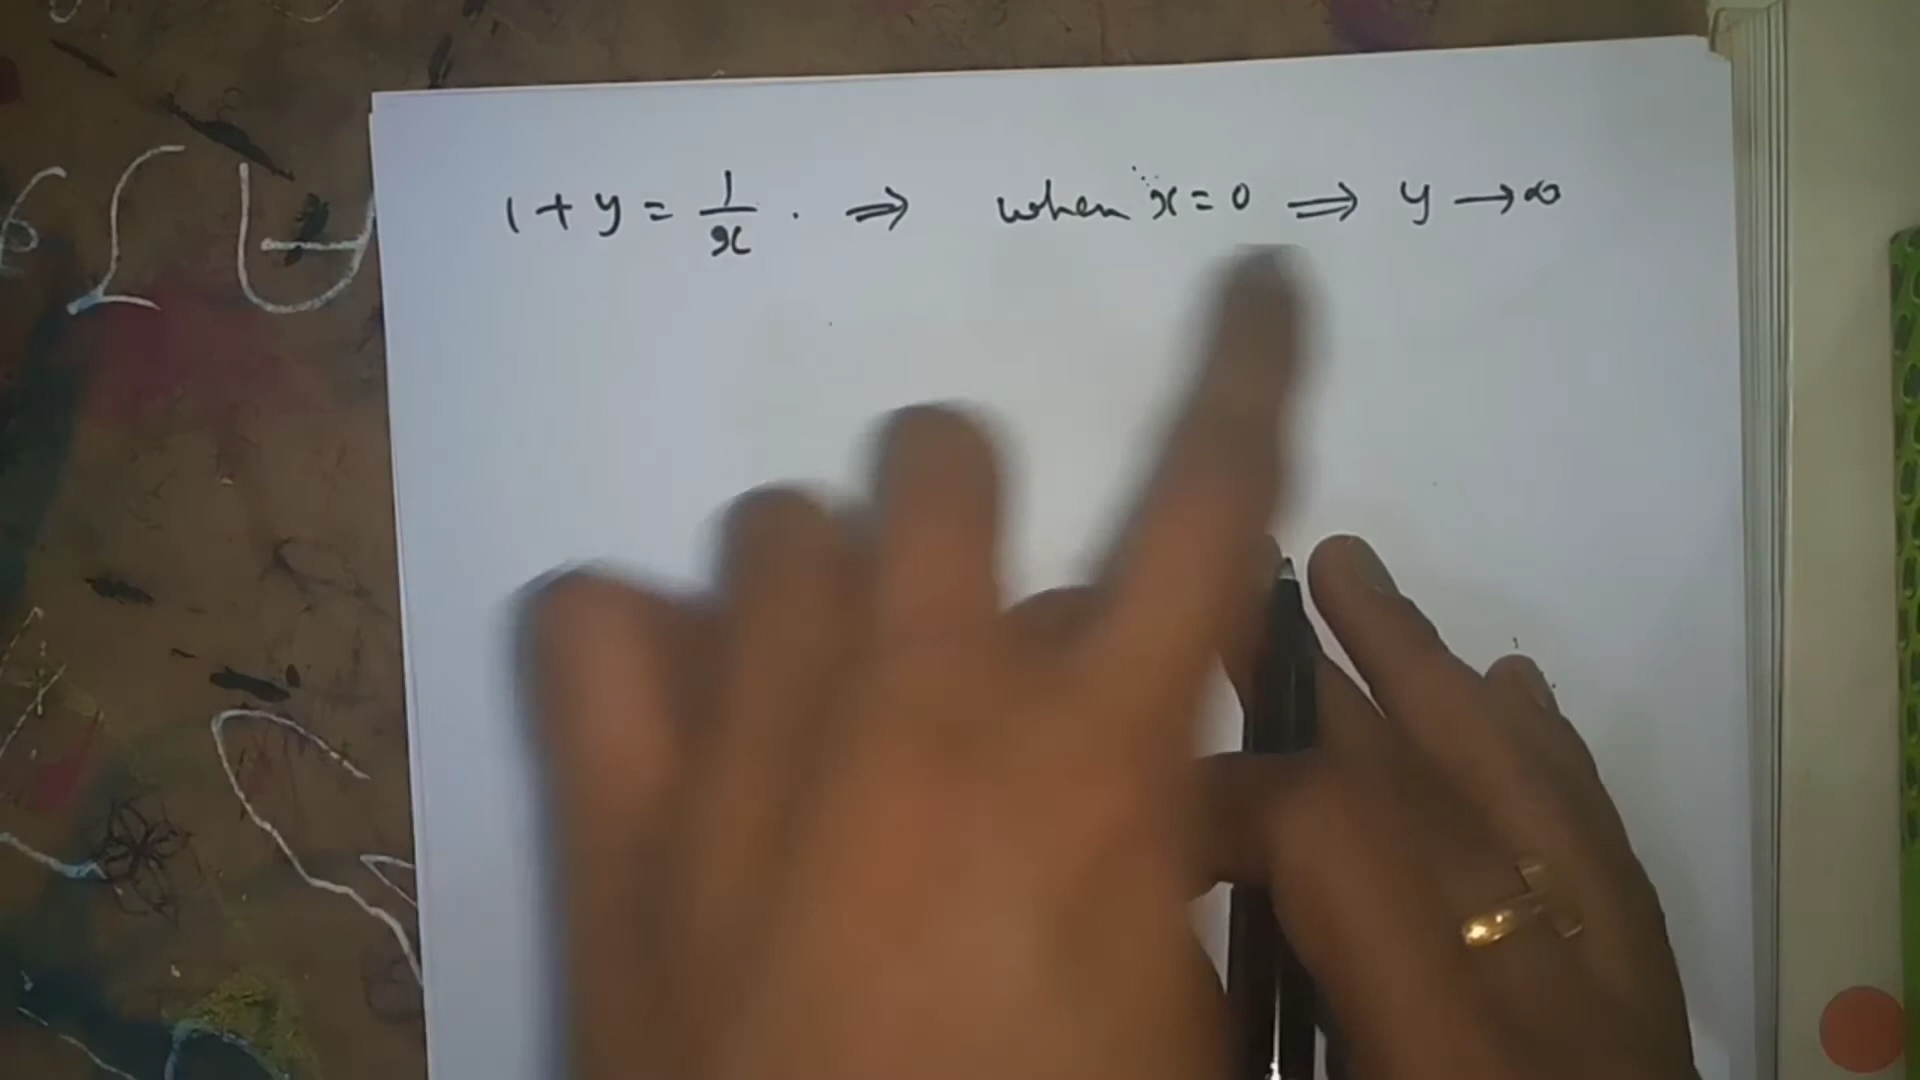 1 + y = 1/x . ⇒ when x = 0 ⇒ y → ∞